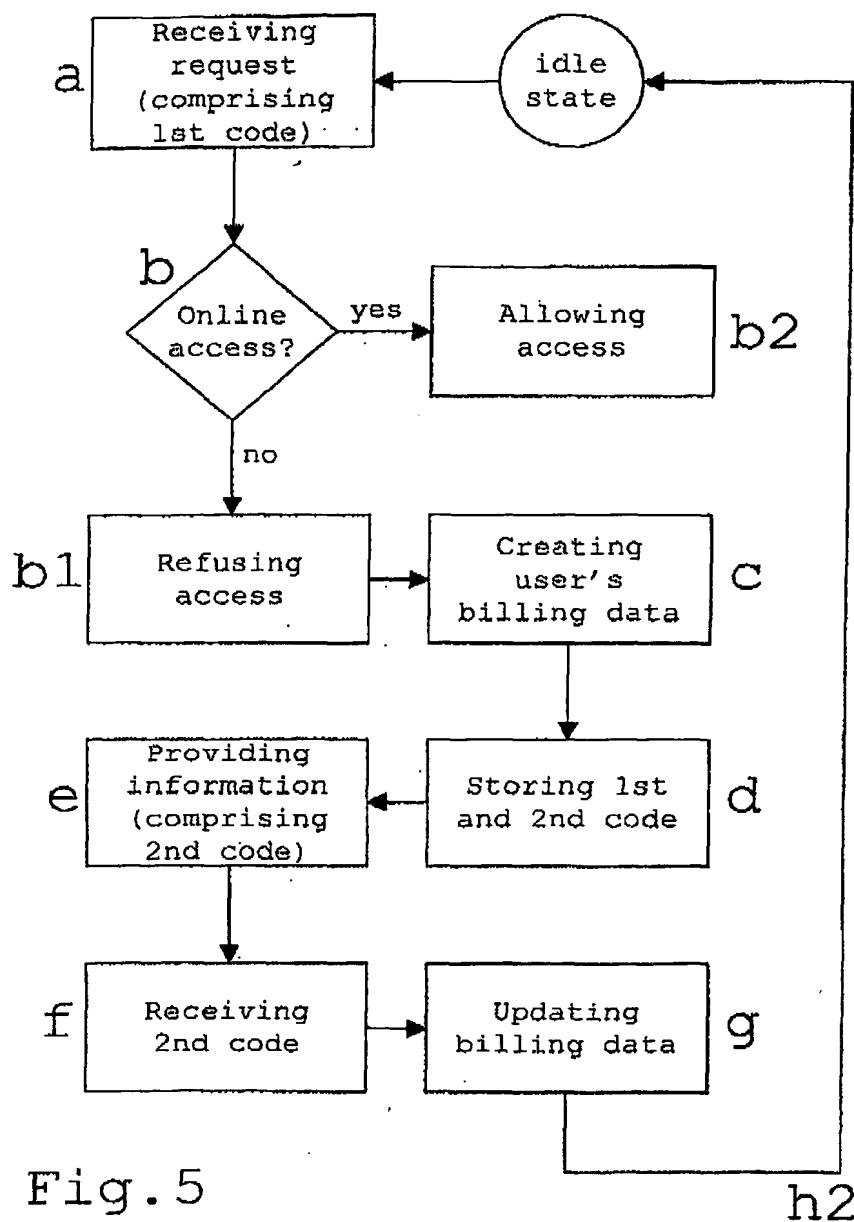 a
Receiving
request
(comprising
1st code)
idle
state
b
Online
access?
yes
Allowing
access
b2
no
b1
Refusing
access
Creating
user's
billing data
c
e
Providing
information
(comprising
2nd code)
Storing 1st
and 2nd code
d
f
Receiving
2nd code
Updating
billing data
g
Fig.5
h2